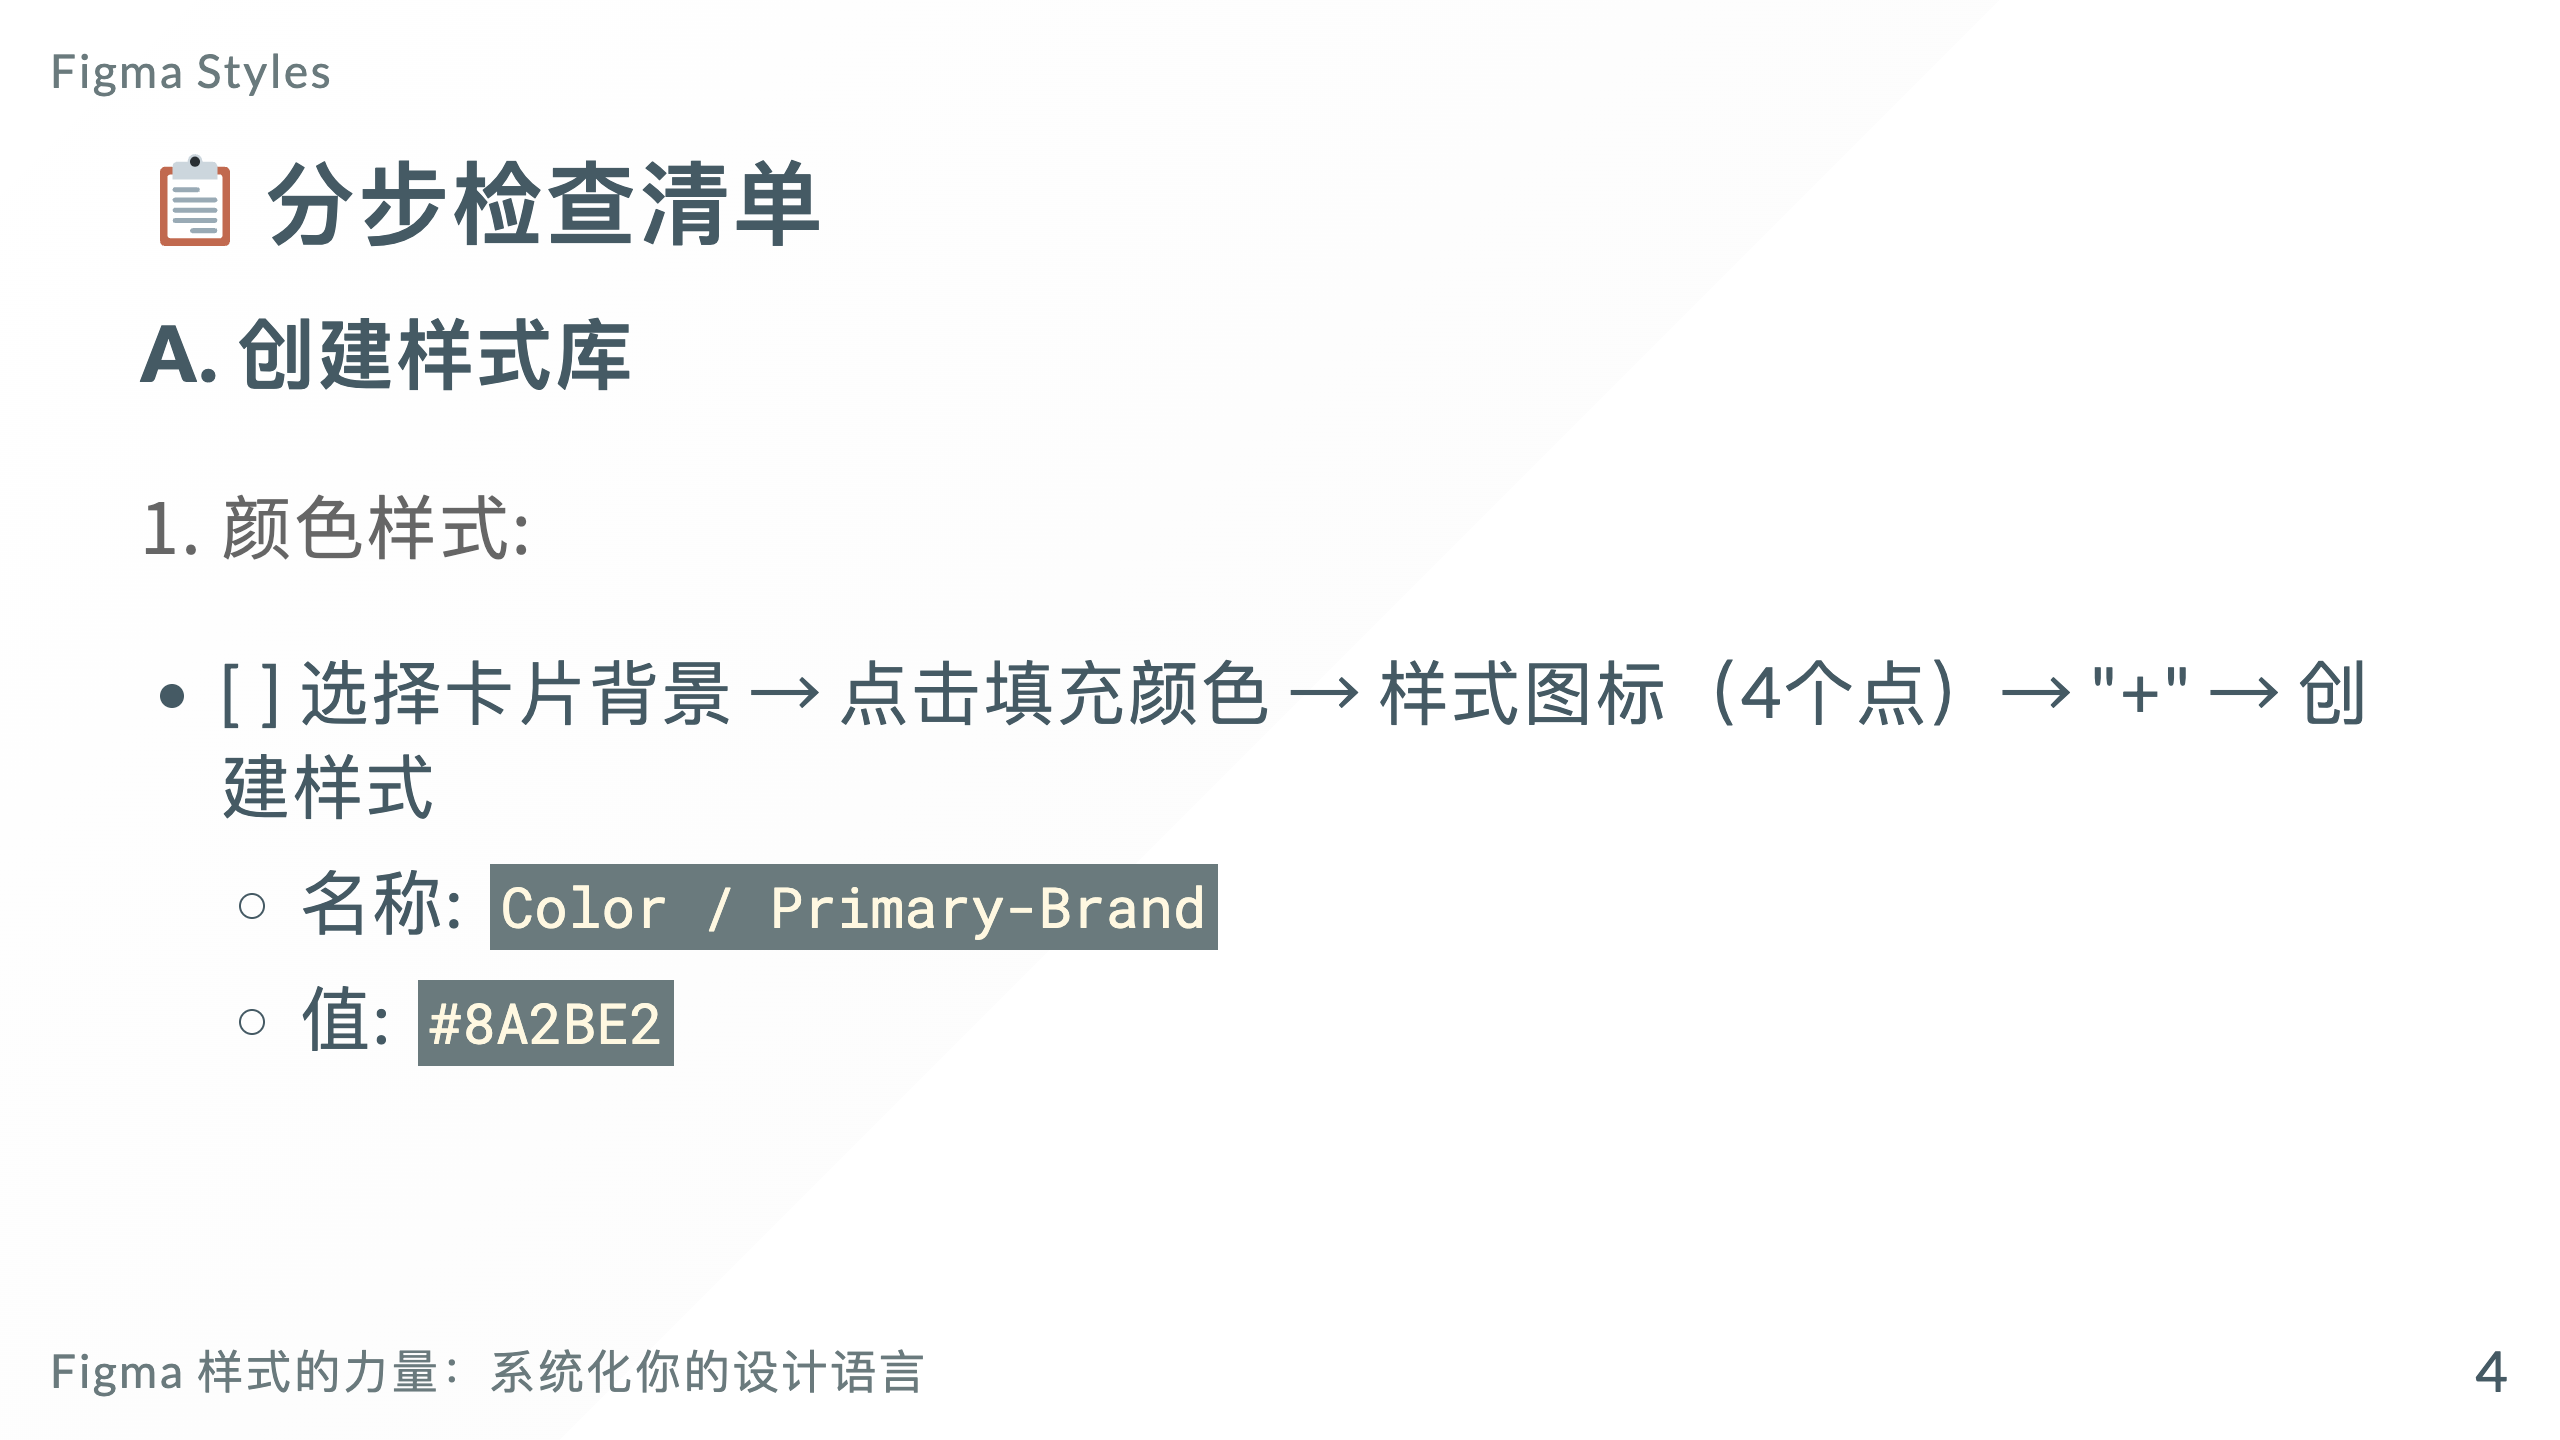 Figma Styles
📋 分步检查清单
A. 创建样式库
1. 颜色样式:
• [ ] 选择卡片背景 → 点击填充颜色 → 样式图标（4个点）→ "+" → 创
建样式
○ 名称: Color / Primary-Brand
○ 值: #8A2BE2
Figma 样式的力量：系统化你的设计语言
4